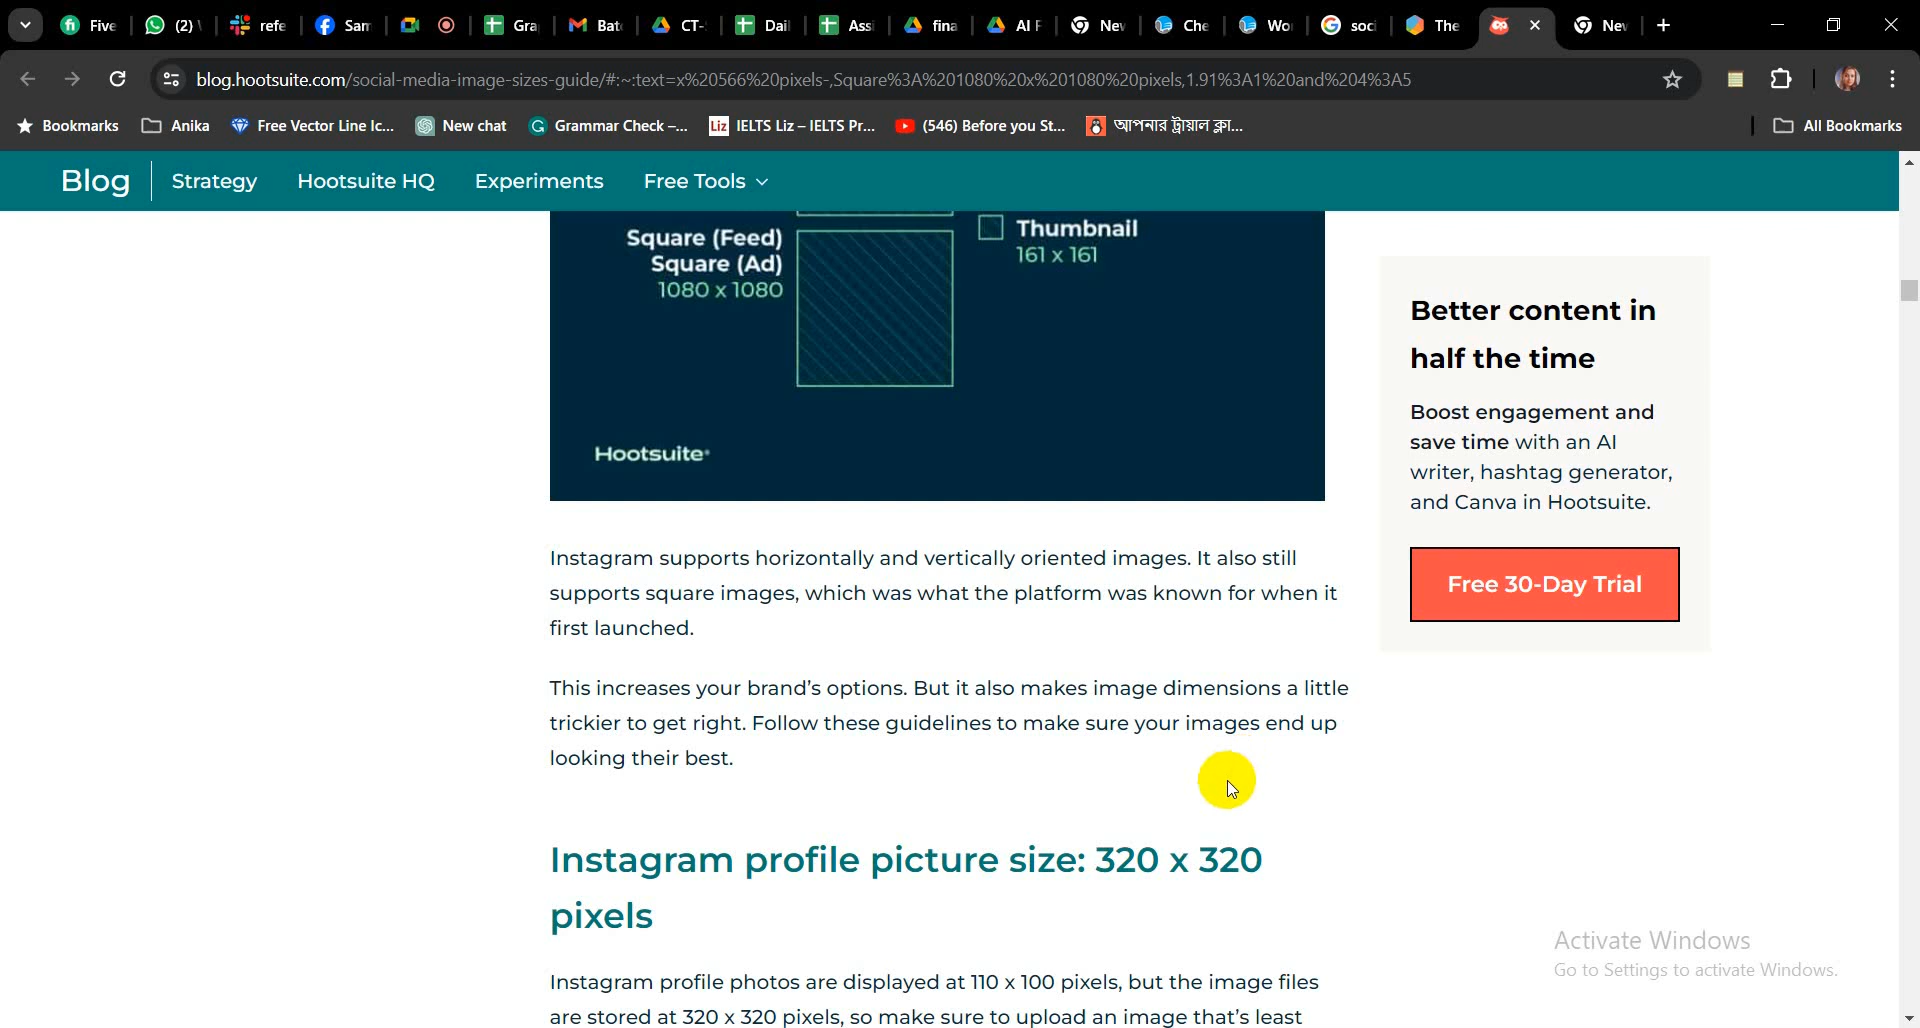 Five
(2)
refe
Sam
Gra
Bat
CT-
Dail
Assi
fina
AI F
Nev
Che
Wo
soci
The
Nev
blog.hootsuite.com/social-media-image-sizes-guide/#:~:text=x%20566%20pixels-,Square%3A%201080%20x%201080%20pixels,1.91%3A1%20and%204%3A5
Bookmarks
Anika
Free Vector Line Ic...
New chat
Grammar Check –...
Liz IELTS Liz – IELTS Pr...
(546) Before you St...
আপনার ট্রায়াল ক্লা...
All Bookmarks
Blog
Strategy
Hootsuite HQ
Experiments
Free Tools
Square (Feed)
Square (Ad)
1080 x 1080
Thumbnail
161 x 161
Hootsuite
Instagram supports horizontally and vertically oriented images. It also still
supports square images, which was what the platform was known for when it
first launched.
This increases your brand’s options. But it also makes image dimensions a little
trickier to get right. Follow these guidelines to make sure your images end up
looking their best.
Instagram profile picture size: 320 x 320
pixels
Instagram profile photos are displayed at 110 x 100 pixels, but the image files
are stored at 320 x 320 pixels, so make sure to upload an image that’s least
Better content in
half the time
Boost engagement and
save time with an AI
writer, hashtag generator,
and Canva in Hootsuite.
Free 30-Day Trial
Activate Windows
Go to Settings to activate Windows.